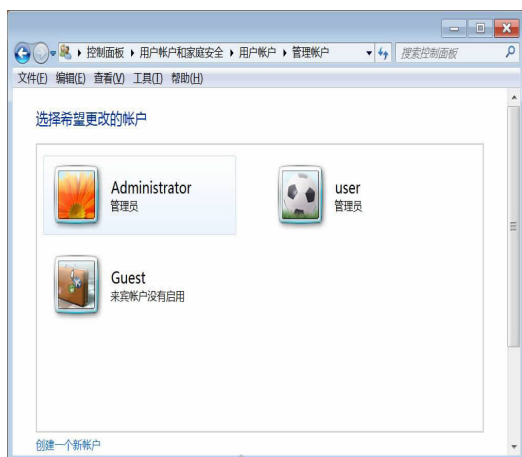 控制面板 ▸ 用户帐户和家庭安全 ▸ 用户帐户 ▸ 管理帐户 搜索控制面板
文件(F) 编辑(E) 查看(V) 工具(T) 帮助(H)
选择希望更改的帐户
Administrator
管理员
user
管理员
Guest
来宾帐户没有启用
创建一个新帐户